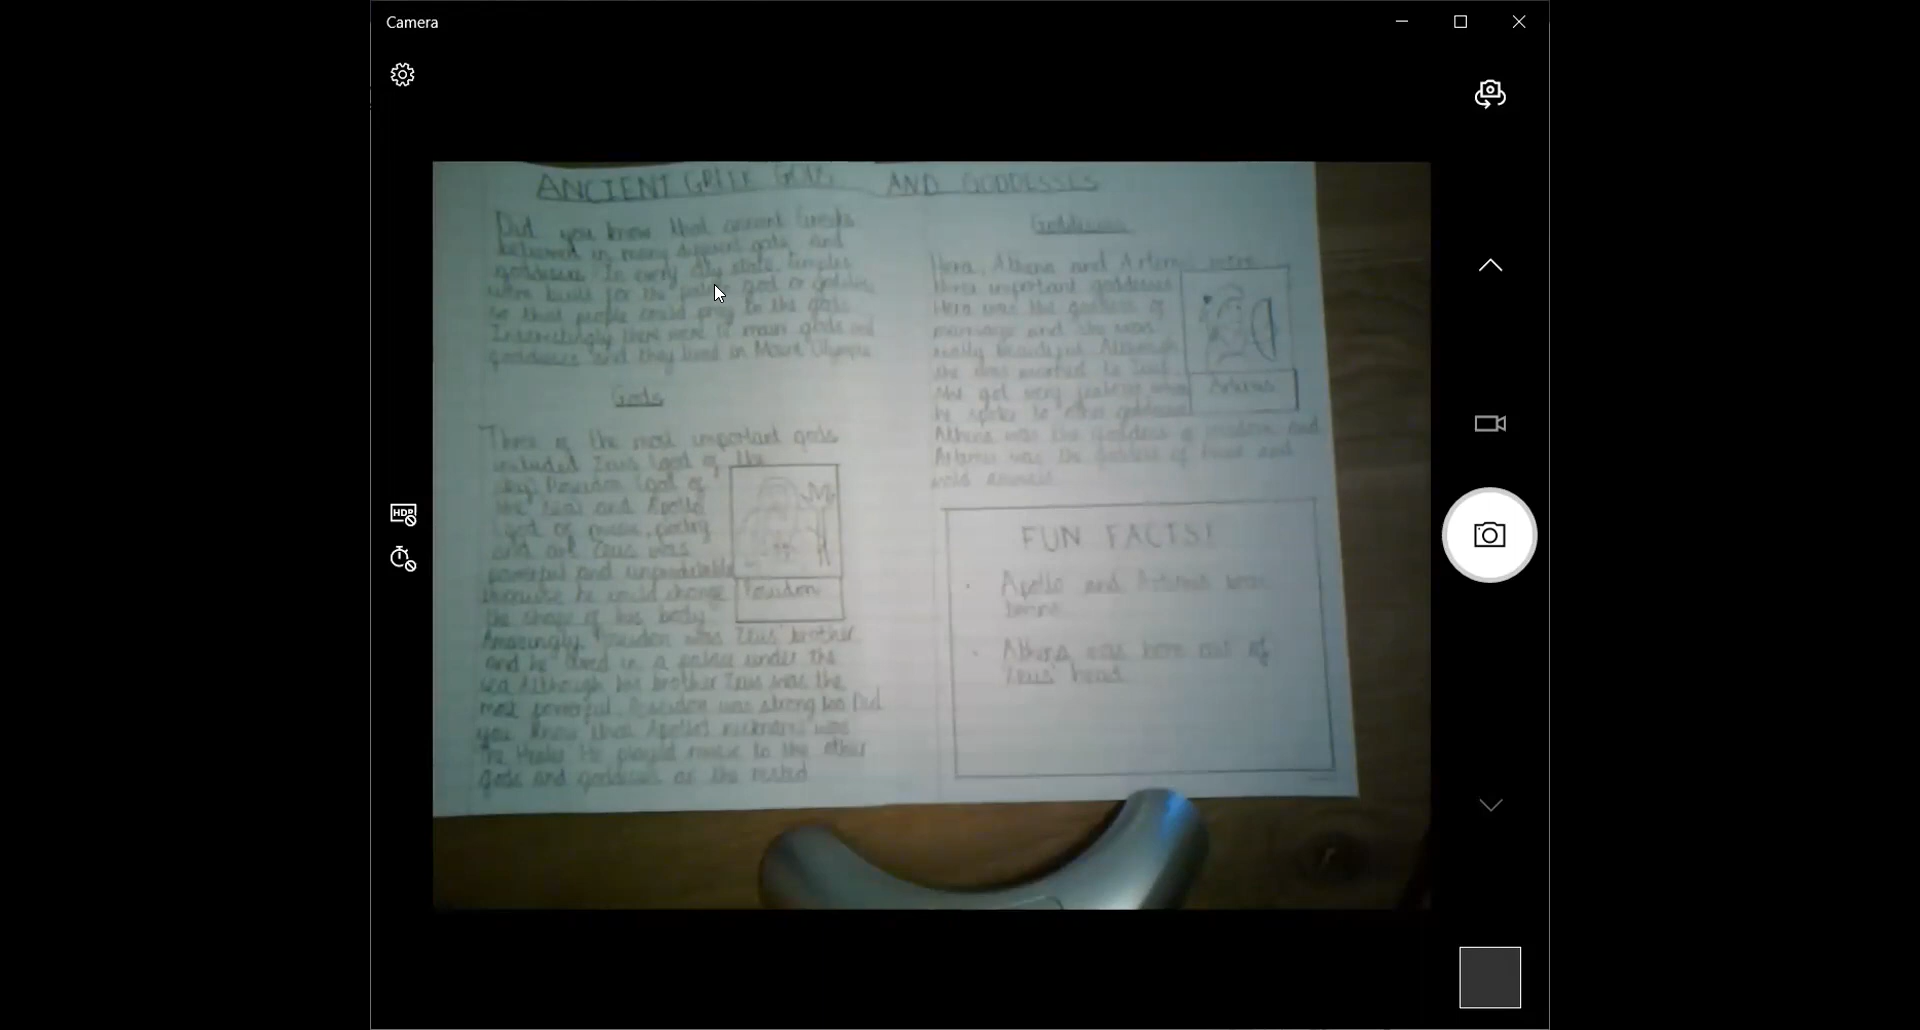 Camera
ANCIENT GREEK GODS AND GODDESSES
Did you know that ancient Greeks
believed in many different gods and
goddesses. In every city state, temples
were built for the god or goddess
so that people could pray to the gods
Interestingly there were 12 main gods and
goddesses and they lived in Mount Olympus
Gods
Three of the most important gods
included Zeus (god of the
sky) Poseidon (god of
the seas and Apollo
(god of music, poetry
and art Zeus was
powerful and unpredictable
because he could change
the shape of his body.
Amazingly, Poseidon was Zeus' brother
and he lived in a palace under the
sea Although his brother Zeus was the
most powerful, Poseidon was strong too Did
you know that Apollo's nickname was
The Healer He played music to the other
gods and goddesses as the rested
Poseidon
Goddesses
Hera, Athena and Artemis were
three important goddesses
Hera was the goddess of
marriage and she was
really beautiful Although
she was married to Zeus,
she got very jealous when
he spoke to other goddesses
Athena was the goddess of wisdom and
Artemis was the goddess of and
wild animals
Artemis
FUN FACTS!
Apollo and Artemis were
Athena was born out of
Zeus' head
HDR